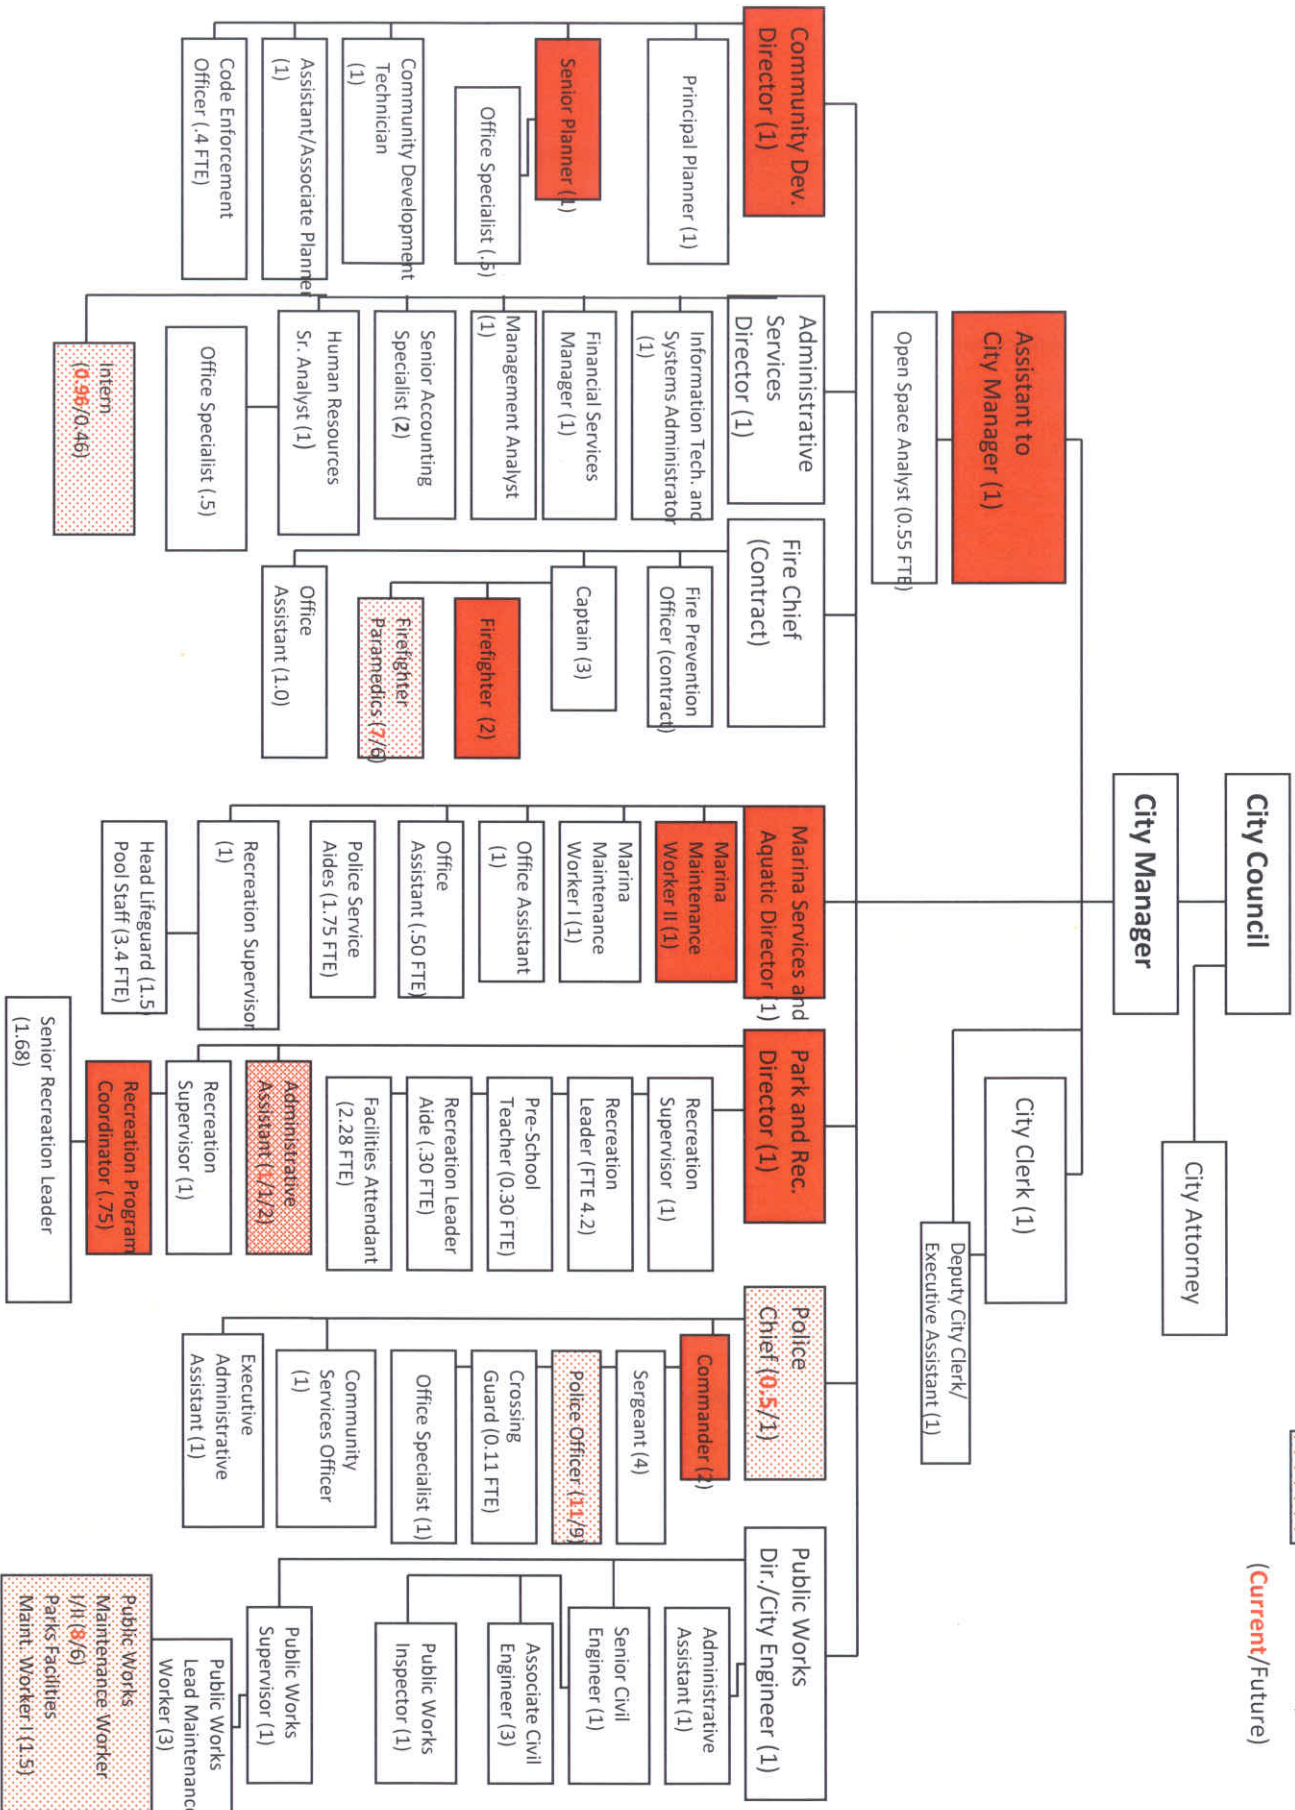 City Council
City Attorney
City Manager
(Current/Future)
Assistant to
City Manager (1)
Open Space Analyst (0.55 FTE)
City Clerk (1)
Deputy City Clerk/
Executive Assistant (1)
Community Dev.
Director (1)
Principal Planner (1)
Senior Planner (1)
Office Specialist (.5)
Community Development
Technician
(1)
Assistant/Associate Planner
(1)
Code Enforcement
Officer (.4 FTE)
Administrative
Services
Director (1)
Information Tech. and
Systems Administrator
(1)
Financial Services
Manager (1)
Management Analyst
(1)
Senior Accounting
Specialist (2)
Human Resources
Sr. Analyst (1)
Office Specialist (.5)
Intern
(0.96/0.46)
Fire Chief
(Contract)
Fire Prevention
Officer (contract)
Captain (3)
Firefighter (2)
Firefighter
Paramedics (7/6)
Office
Assistant (1.0)
Marina Services and
Aquatic Director (1)
Marina
Maintenance
Worker II (1)
Marina
Maintenance
Worker I (1)
Office Assistant
(1)
Office
Assistant (.50 FTE)
Police Service
Aides (1.75 FTE)
Recreation Supervisor
(1)
Head Lifeguard (1.5)
Pool Staff (3.4 FTE)
Park and Rec.
Director (1)
Recreation
Supervisor (1)
Recreation
Leader (FTE 4.2)
Pre-School
Teacher (0.30 FTE)
Recreation Leader
Aide (.30 FTE)
Facilities Attendant
(2.28 FTE)
Administrative
Assistant ( /1/2)
Recreation
Supervisor (1)
Recreation Program
Coordinator (.75)
Senior Recreation Leader
(1.68)
Police
Chief (0.5/1)
Commander (2)
Sergeant (4)
Police Officer (11/9)
Crossing
Guard (0.11 FTE)
Office Specialist (1)
Community
Services Officer
(1)
Executive
Administrative
Assistant (1)
Public Works
Dir./City Engineer (1)
Administrative
Assistant (1)
Senior Civil
Engineer (1)
Associate Civil
Engineer (3)
Public Works
Inspector (1)
Public Works
Supervisor (1)
Public Works
Lead Maintenance
Worker (3)
Public Works
Maintenance Worker
I/II (8/6)
Parks Facilities
Maint. Worker I (1.5)